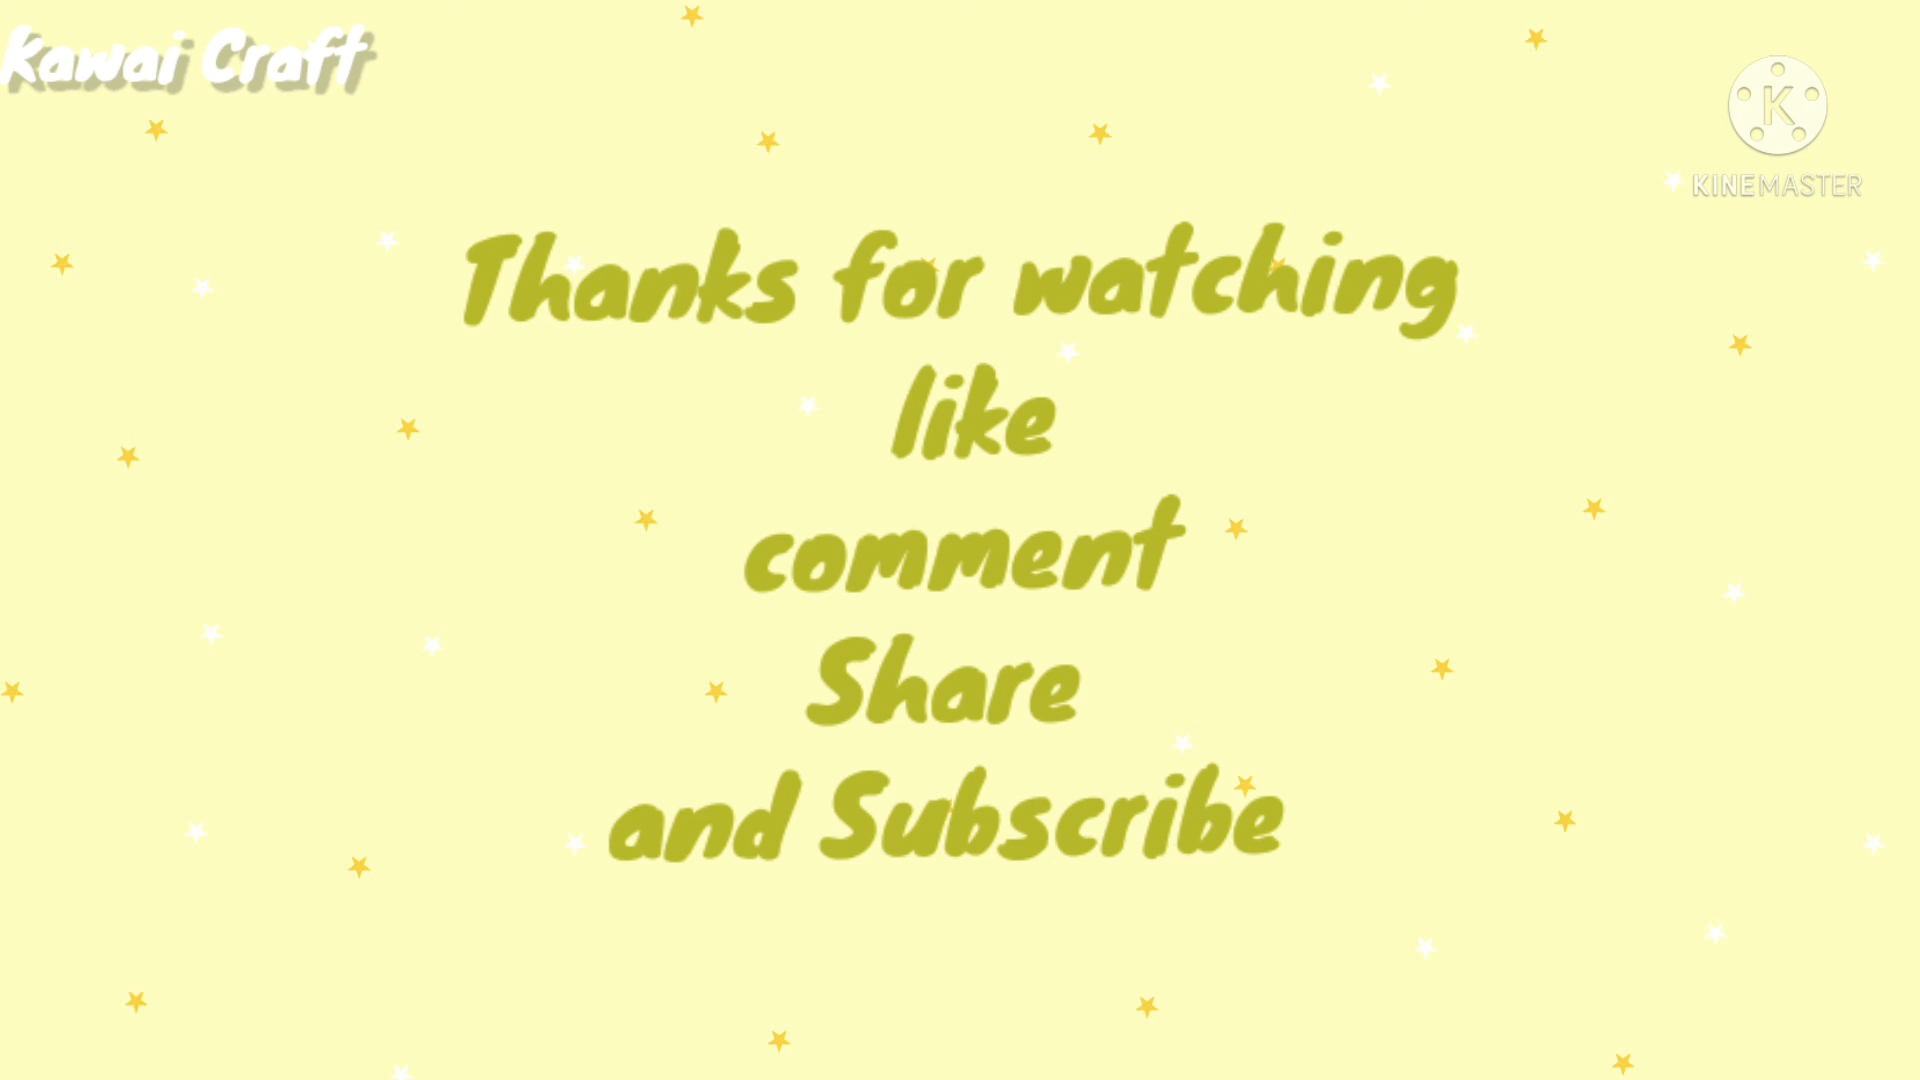 Kawai Craft
K
KINEMASTER
Thanks for watching
like
comment
Share
and Subscribe